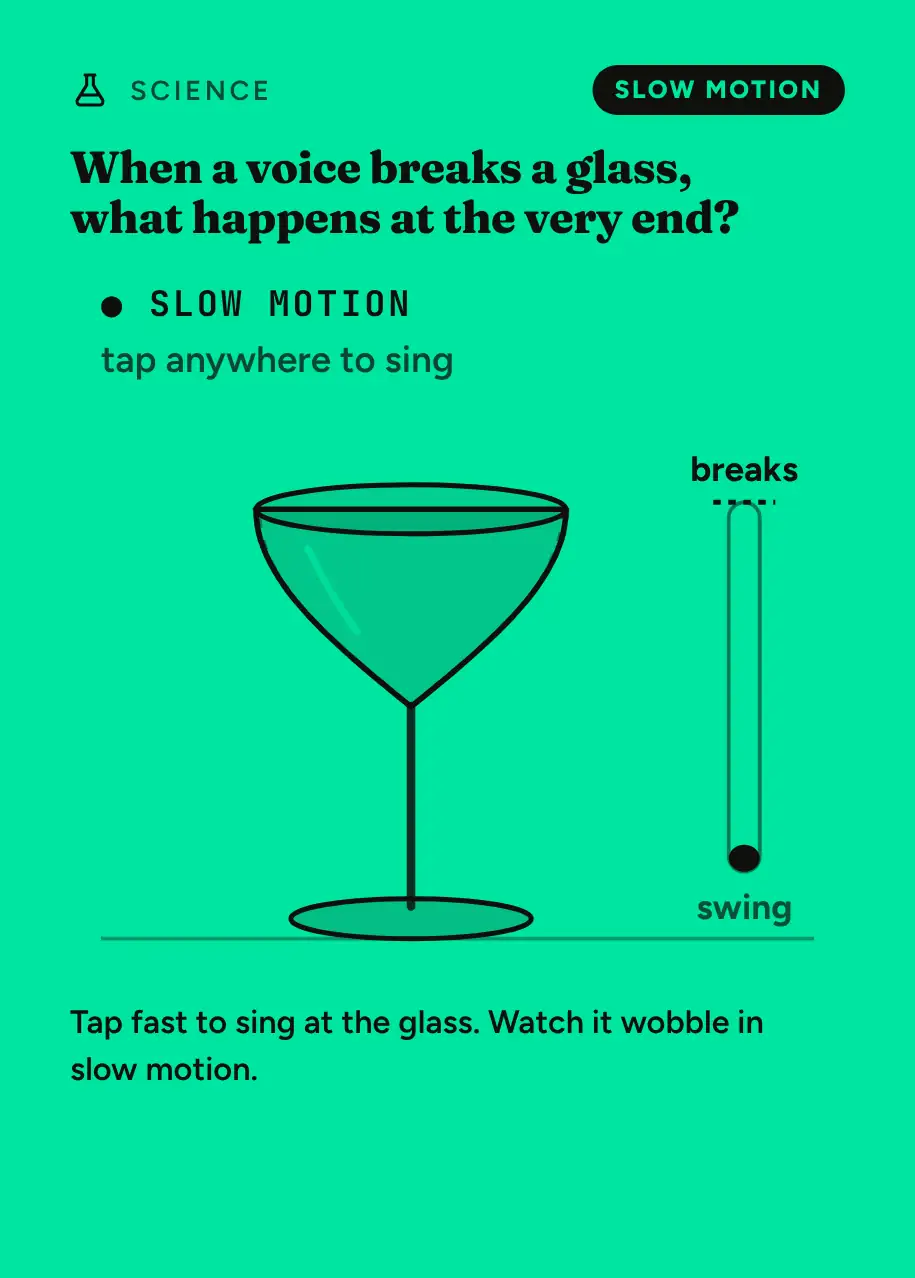 SCIENCE
SLOW MOTION
When a voice breaks a glass,
what happens at the very end?
SLOW MOTION
tap anywhere to sing
breaks
swing
Tap fast to sing at the glass. Watch it wobble in
slow motion.